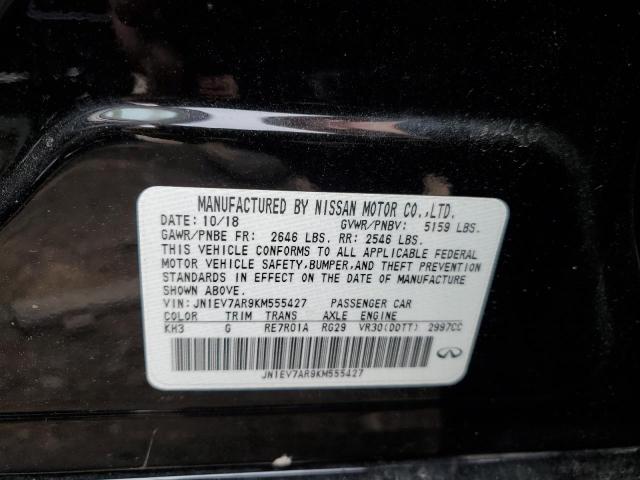 MANUFACTURED BY NISSAN MOTOR CO.,LTD.
DATE: 10/18 GVWR/PNBV: 5159 LBS.
GAWR/PNBE FR: 2646 LBS. RR: 2546 LBS.
THIS VEHICLE CONFORMS TO ALL APPLICABLE FEDERAL
MOTOR VEHICLE SAFETY, BUMPER, AND THEFT PREVENTION
STANDARDS IN EFFECT ON THE DATE OF MANUFACTURE
SHOWN ABOVE.
VIN: JN1EV7AR9KM555427 PASSENGER CAR
COLOR TRIM TRANS AXLE ENGINE
KH3 G RE7R01A RG29 VR30(DDTT) 2997CC
JN1EV7AR9KM555427